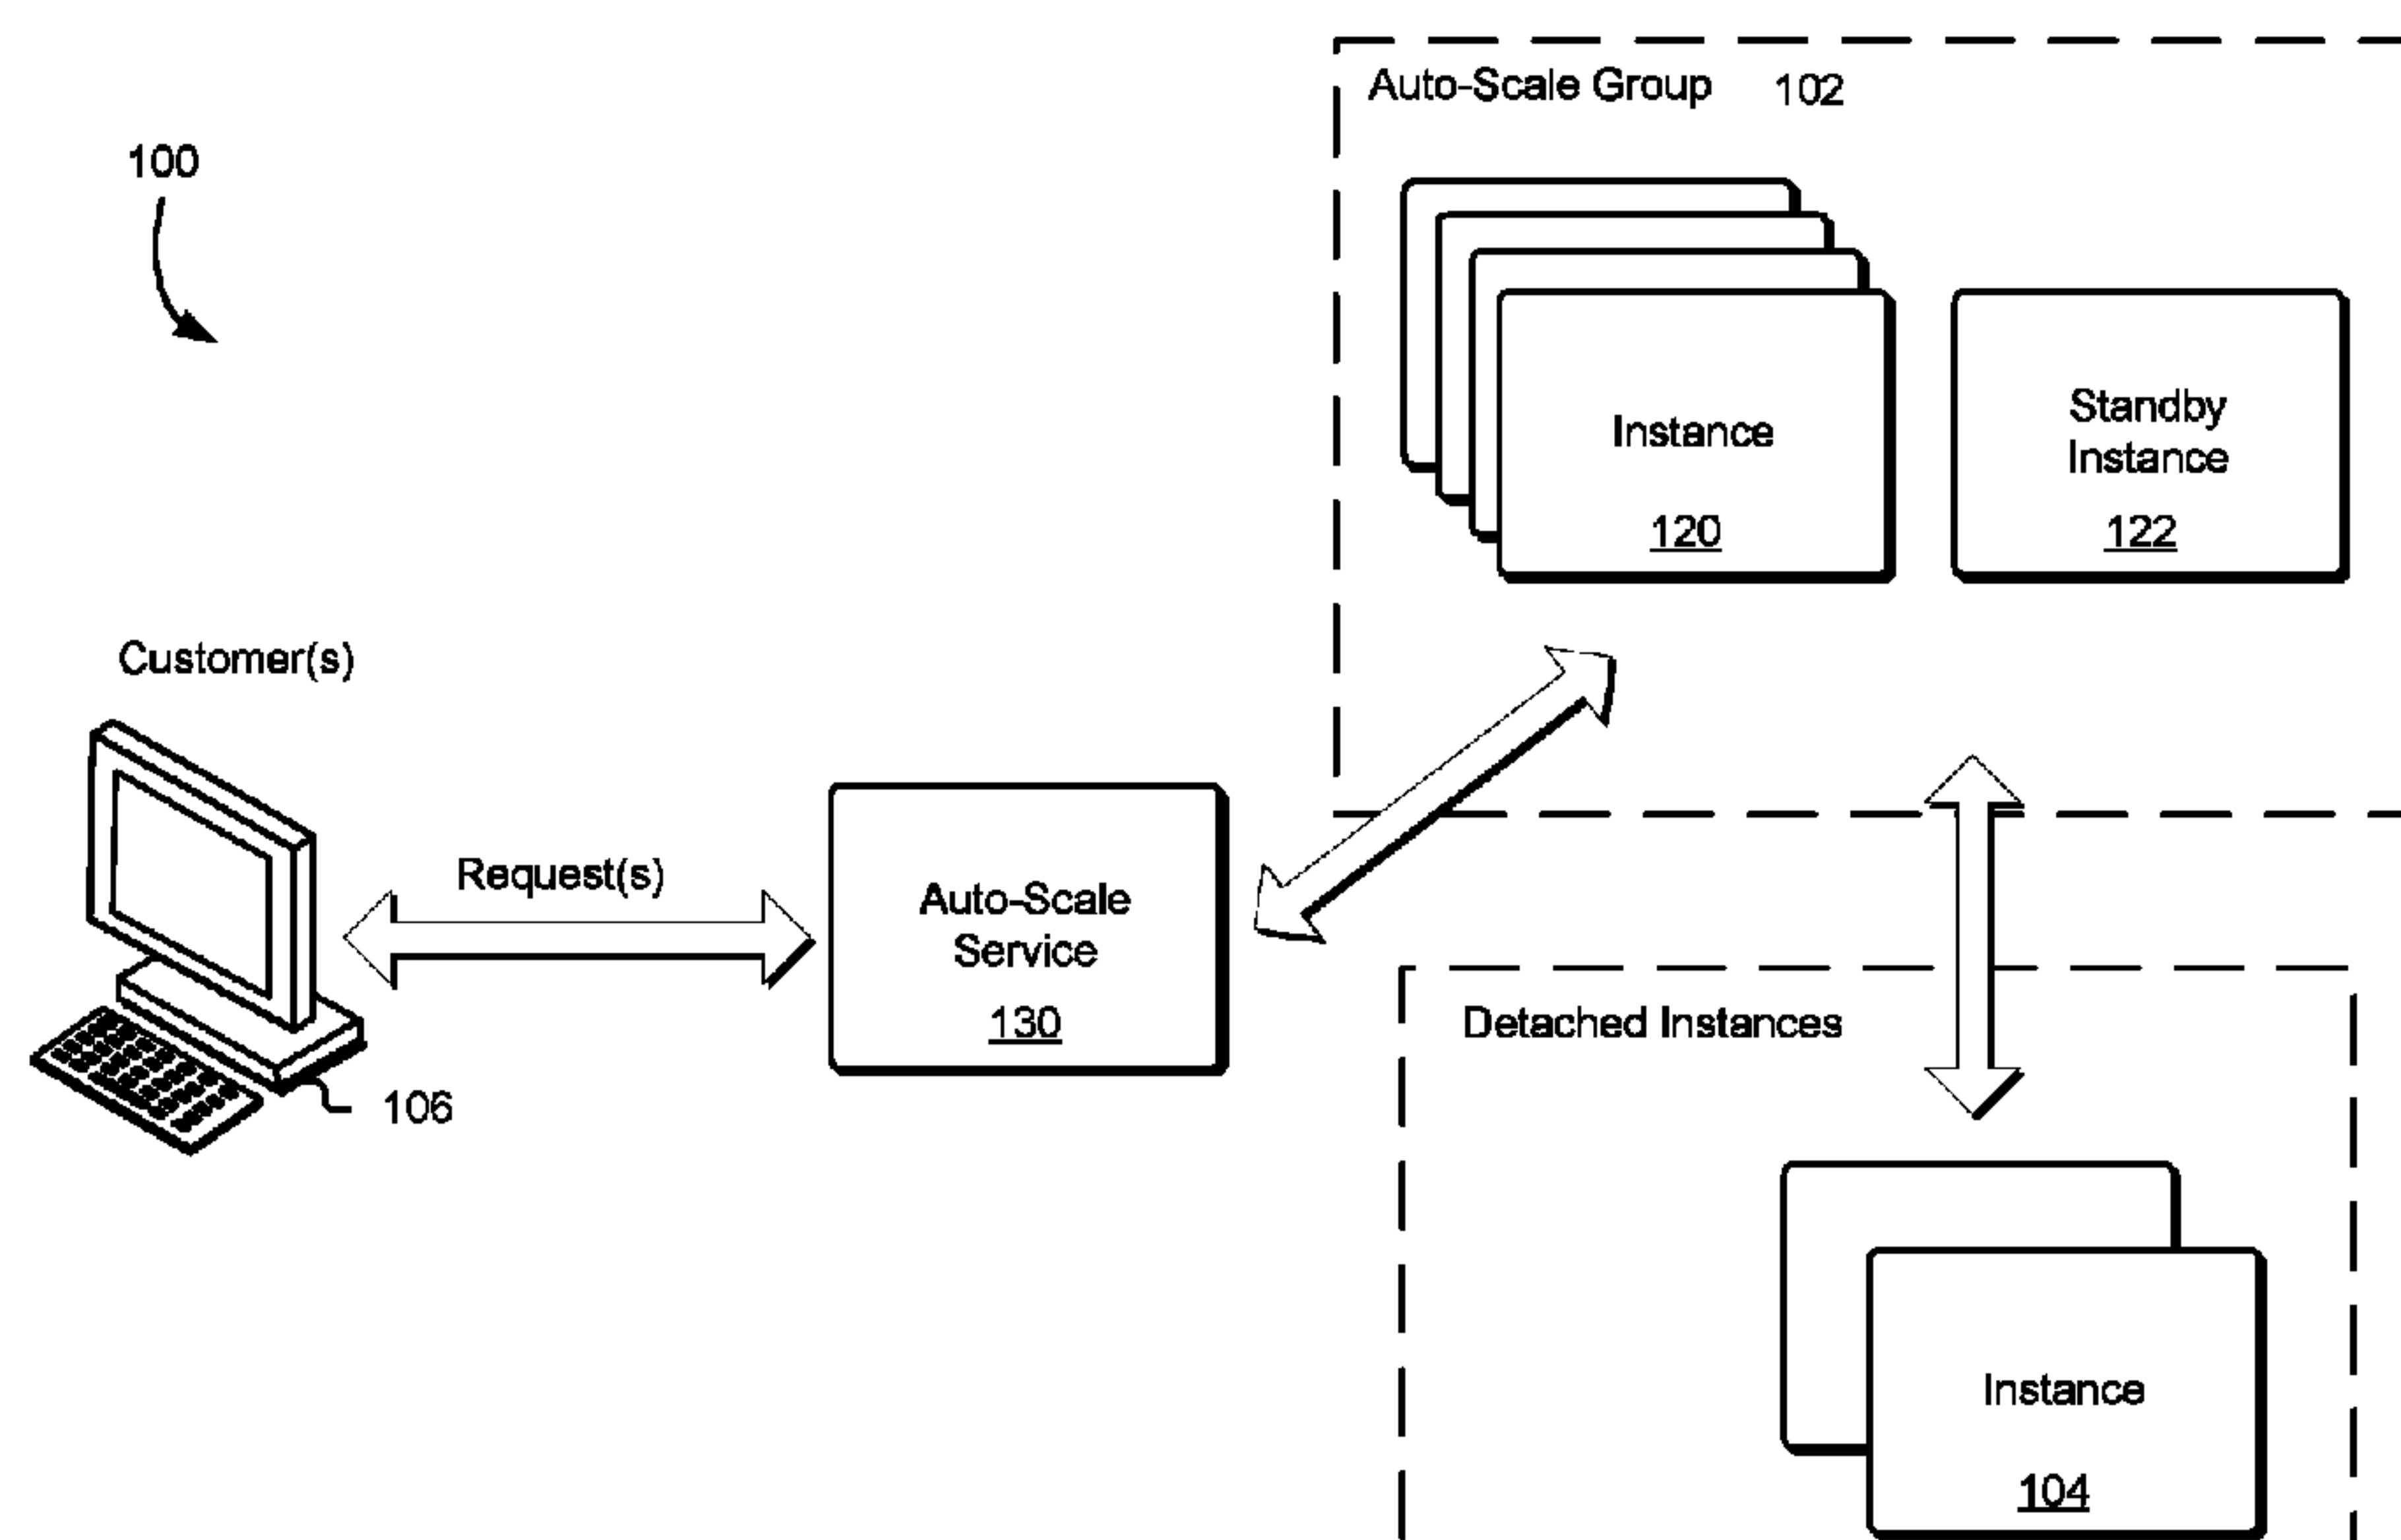 100
Auto-Scale Group 102
Instance
120
Standby
Instance
122
Customer(s)
Request(s)
106
Auto-Scale
Service
130
Detached Instances
Instance
104